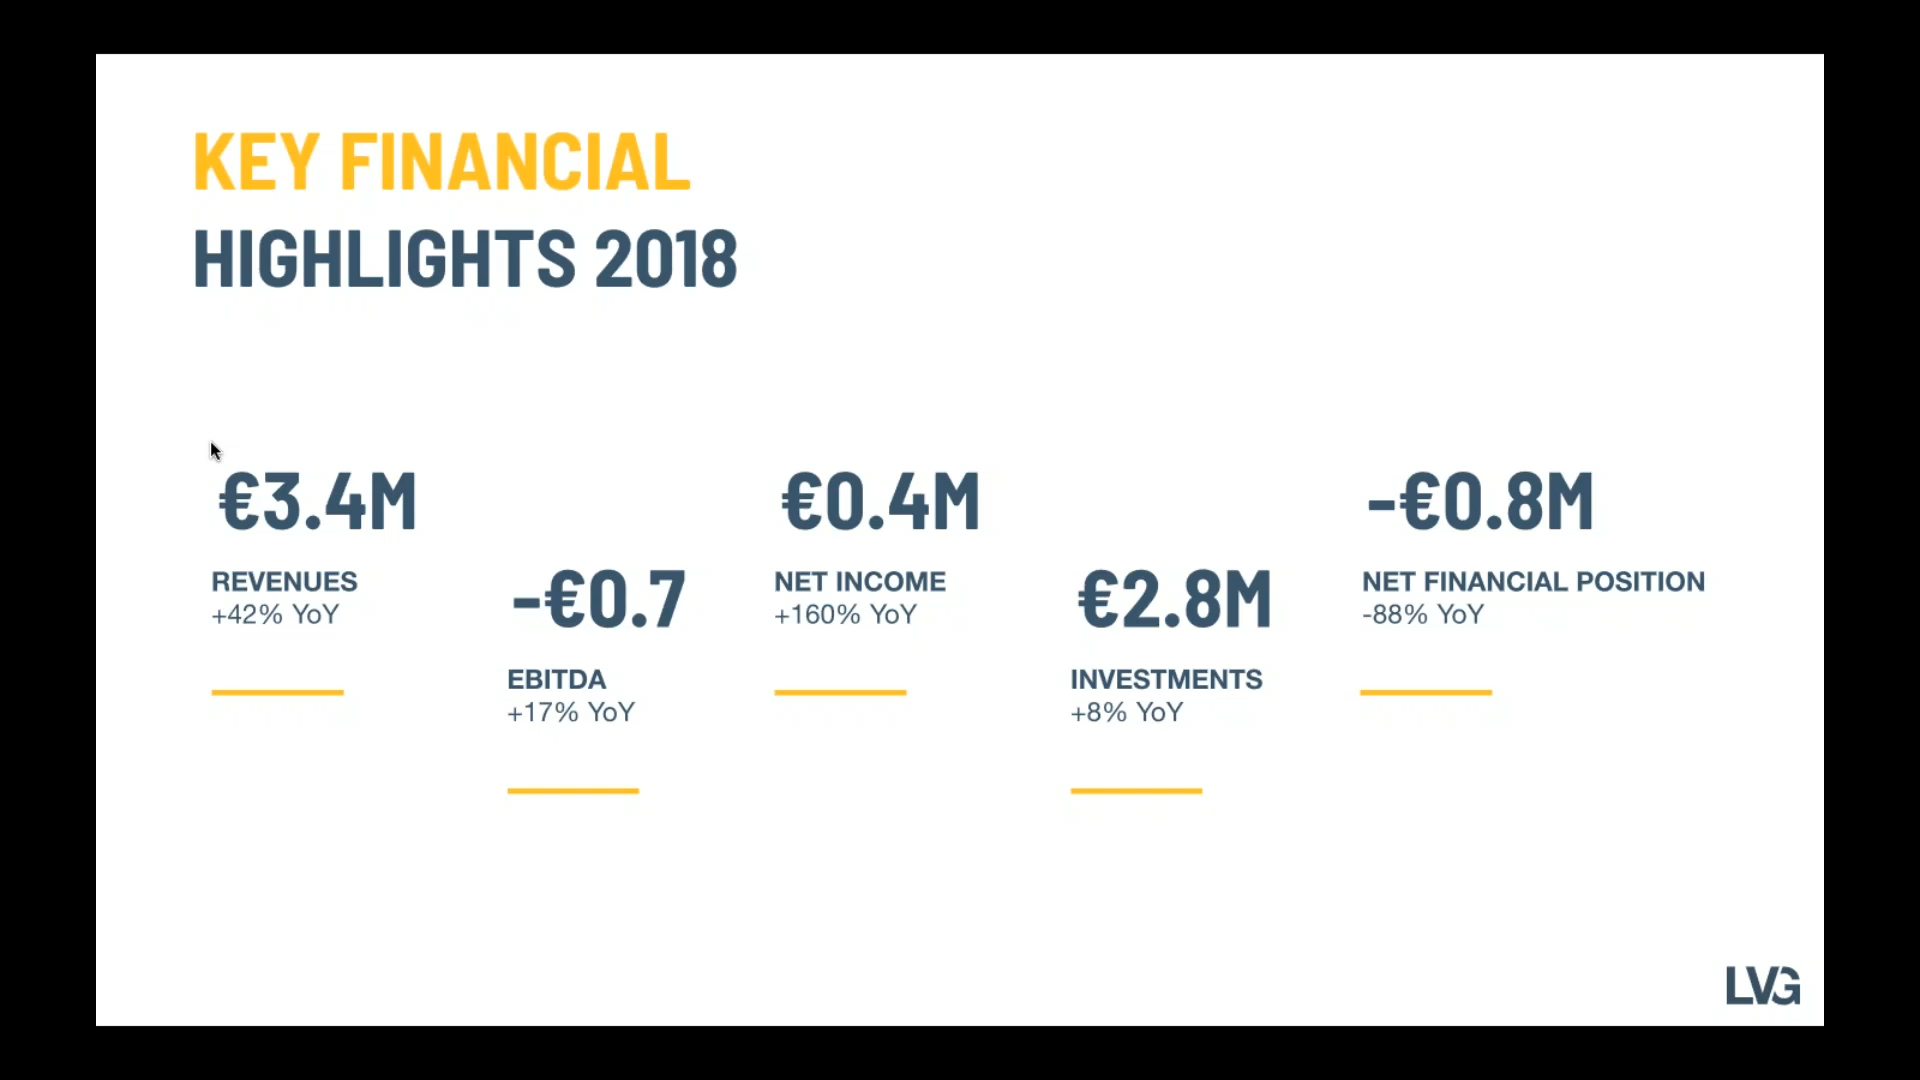 KEY FINANCIAL
HIGHLIGHTS 2018
€3.4M
REVENUES
+42% YoY
-€0.7
EBITDA
+17% YoY
€0.4M
NET INCOME
+160% YoY
€2.8M
INVESTMENTS
+8% YoY
-€0.8M
NET FINANCIAL POSITION
-88% YoY
LVG